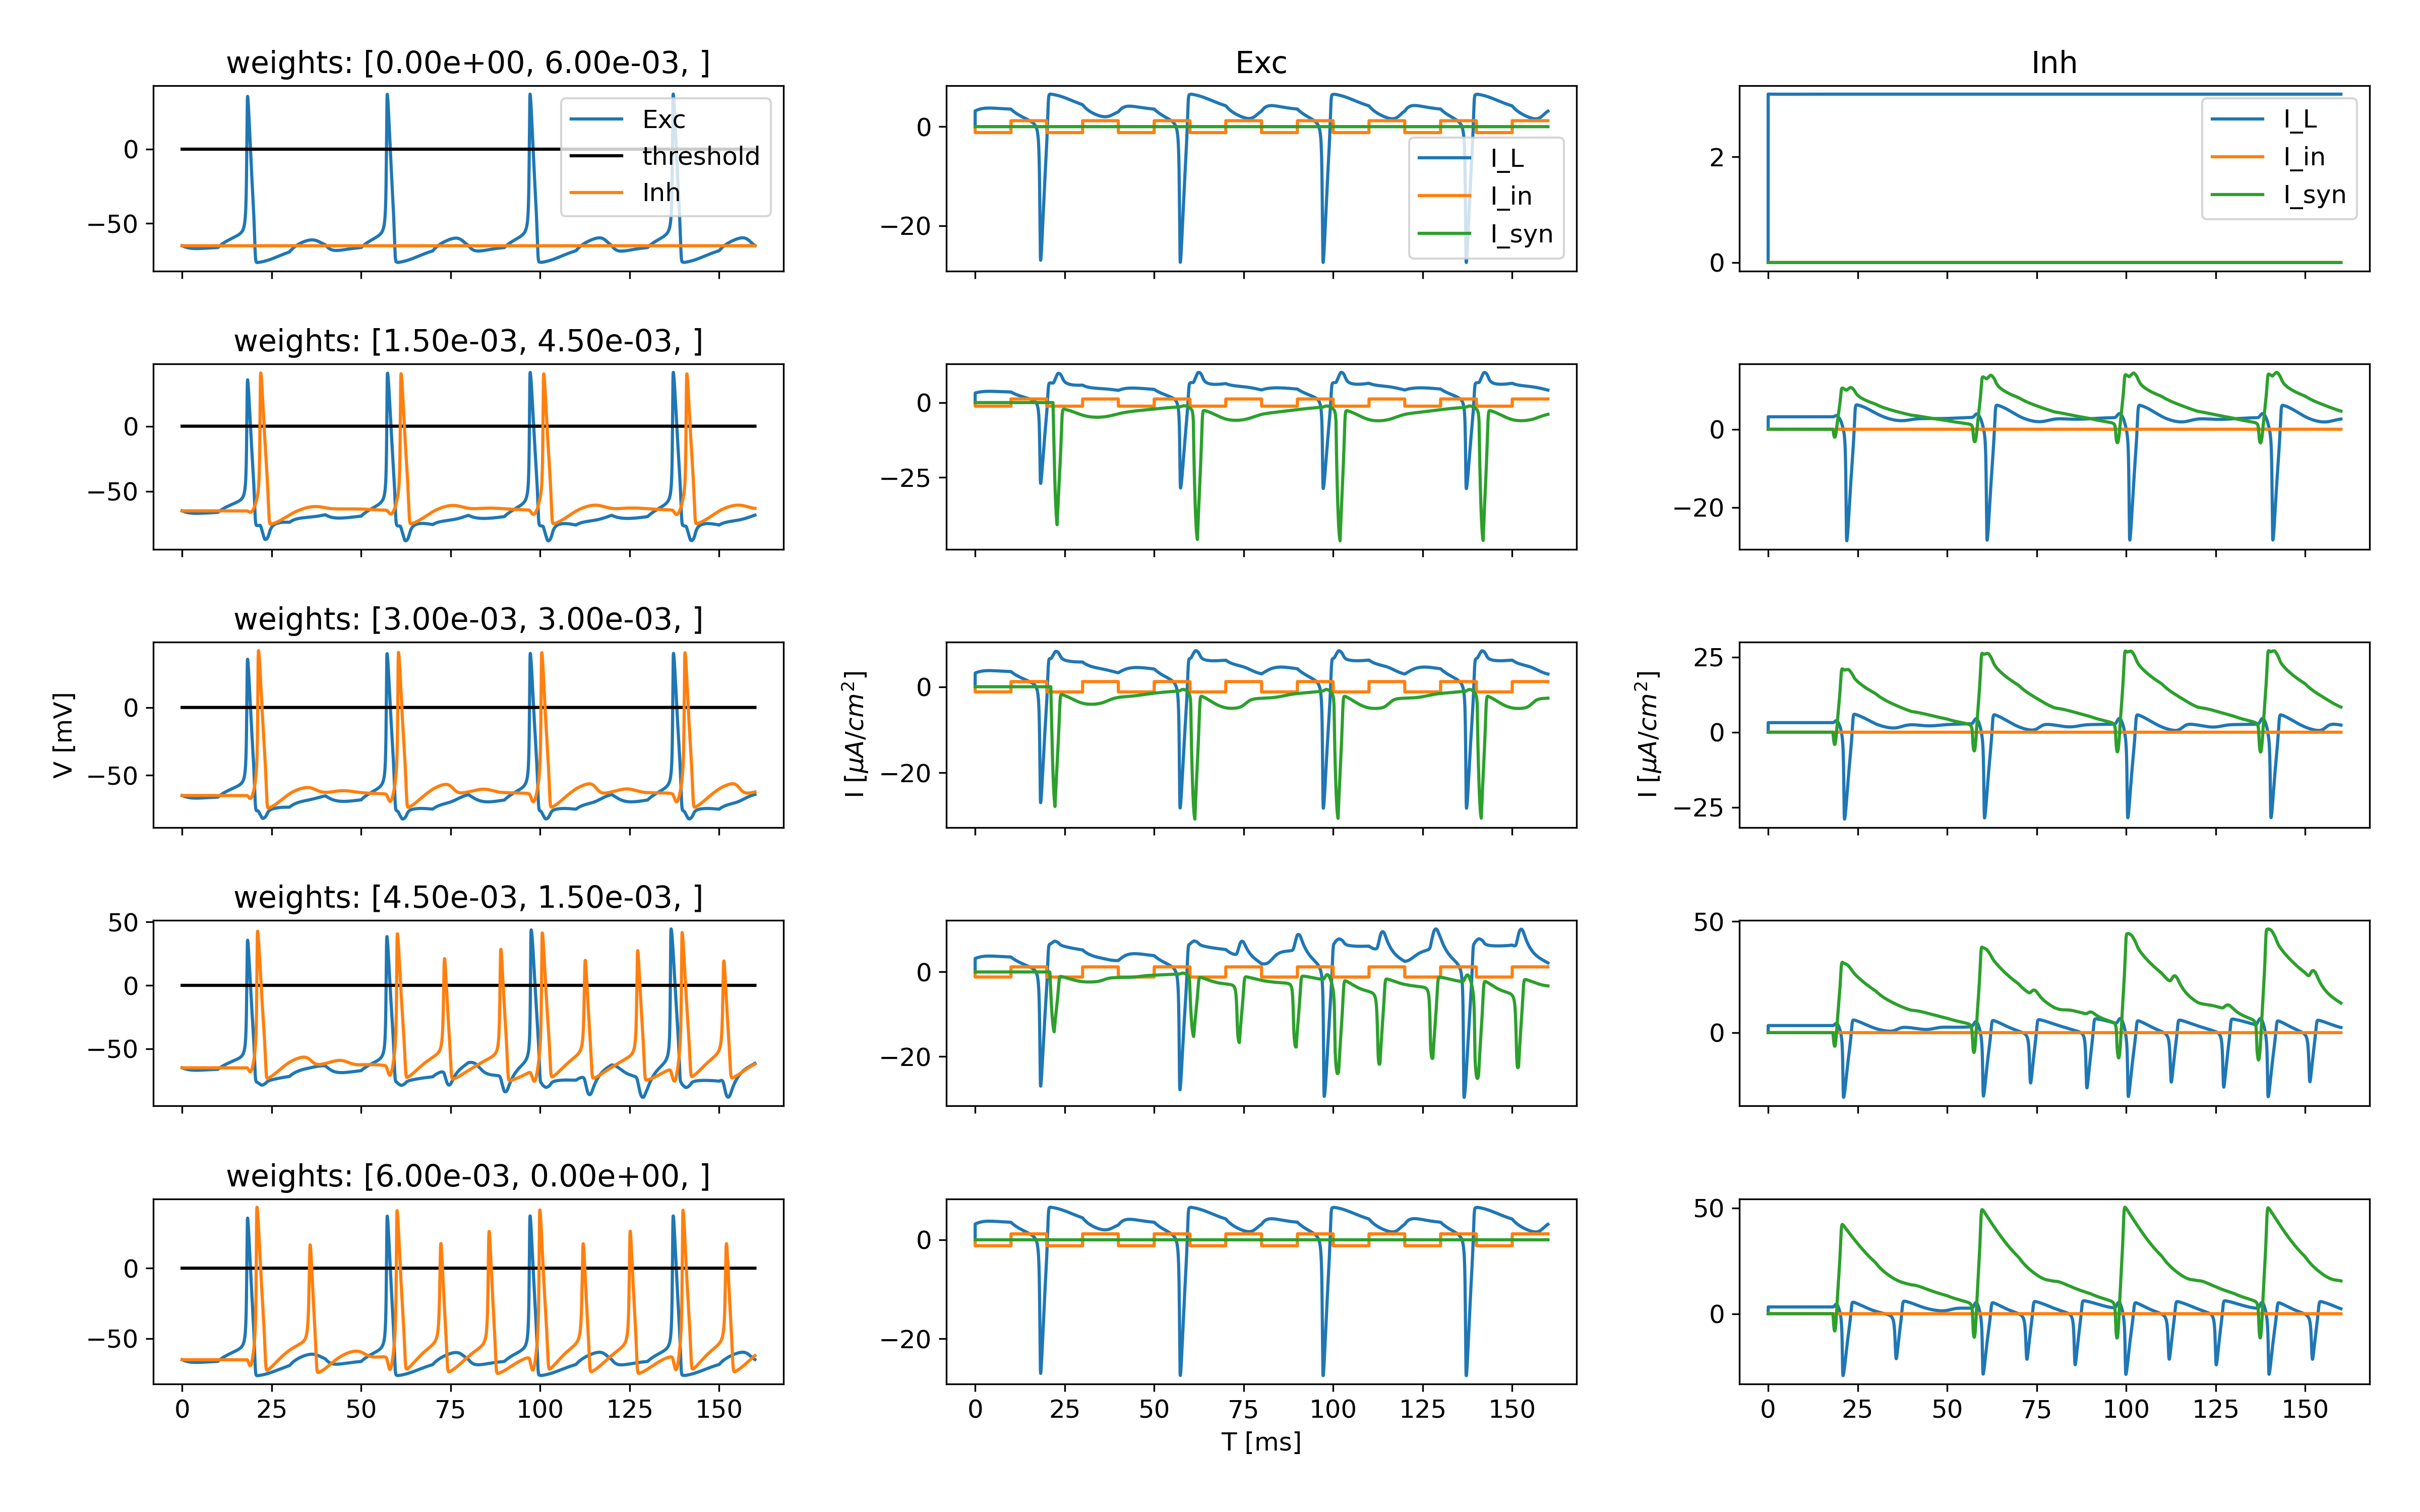 weights: [0.00e+00, 6.00e-03, ]
Exc
Inh
0
−50
Exc
threshold
Inh
0
−20
I_L
I_in
I_syn
2
0
I_L
I_in
I_syn
weights: [1.50e-03, 4.50e-03, ]
0
−50
0
−25
0
−20
weights: [3.00e-03, 3.00e-03, ]
V [mV]
0
−50
I [μA/cm²]
0
−20
I [μA/cm²]
25
0
−25
weights: [4.50e-03, 1.50e-03, ]
50
0
−50
0
−20
50
0
weights: [6.00e-03, 0.00e+00, ]
0
−50
0
−20
50
0
0 25 50 75 100 125 150
0 25 50 75 100 125 150
0 25 50 75 100 125 150
T [ms]